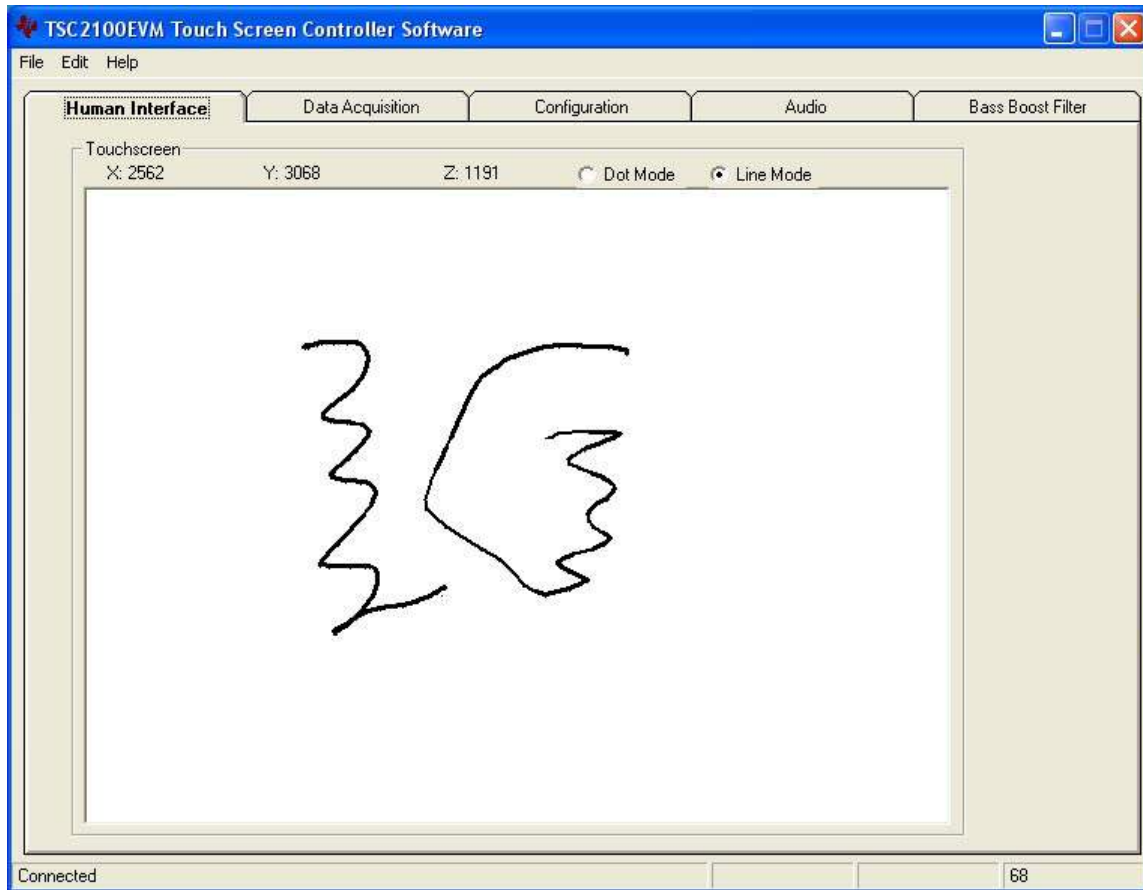 TSC2100EVM Touch Screen Controller Software
File Edit Help
Human Interface Data Acquisition Configuration Audio Bass Boost Filter
Touchscreen
X: 2562 Y: 3068 Z: 1191 Dot Mode Line Mode
Connected 68